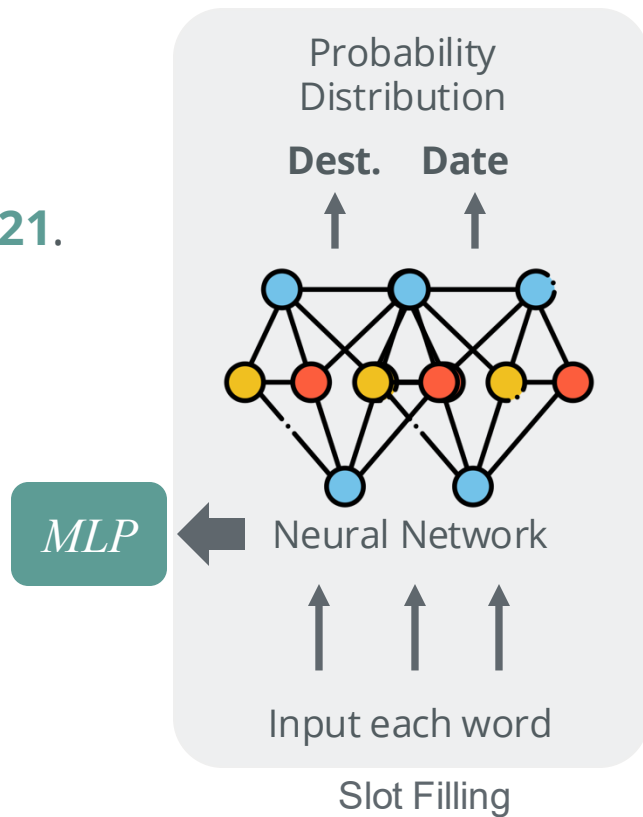 Probability
Distribution
Dest. Date
21.
MLP
Neural Network
Input each word
Slot Filling